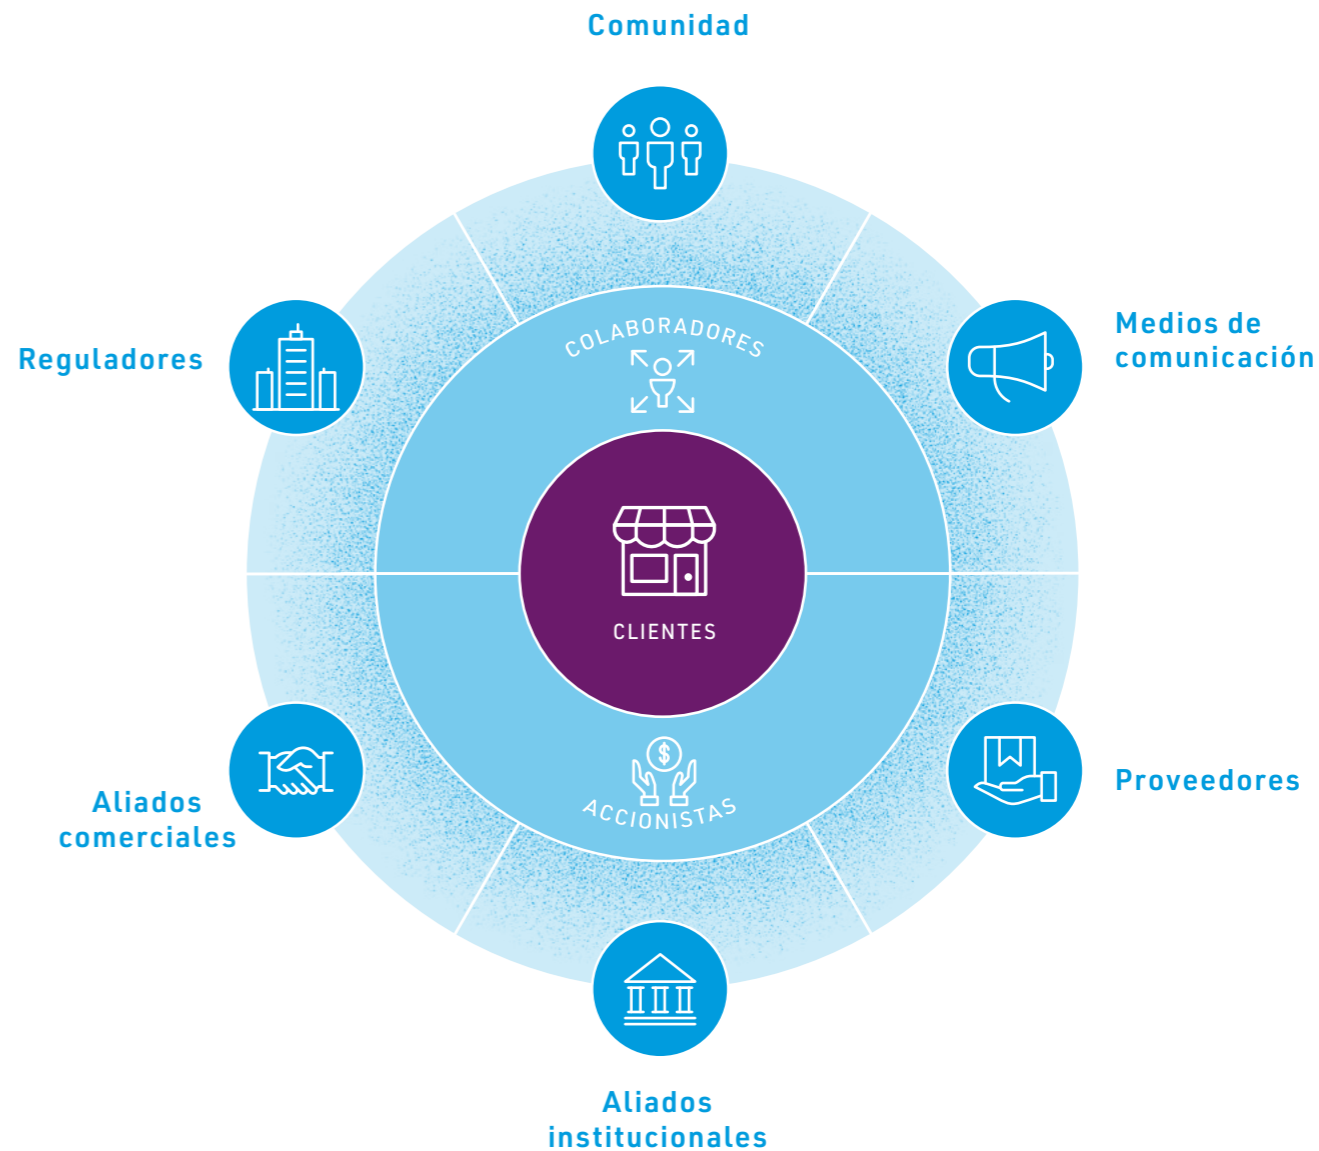 Comunidad
Medios de
comunicación
Reguladores
COLABORADORES
CLIENTES
$
ACCIONISTAS
Proveedores
Aliados
comerciales
Aliados
institucionales